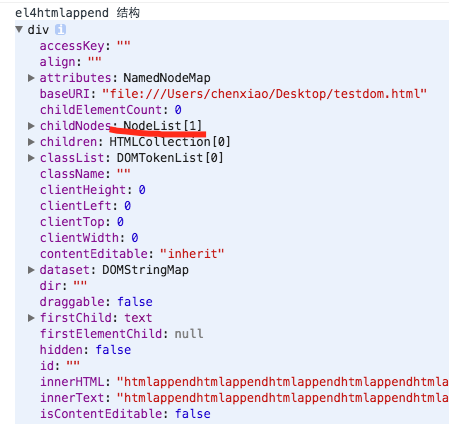 el4htmlappend 结构
▼ div i
accessKey: ""
align: ""
▶ attributes: NamedNodeMap
baseURI: "file:///Users/chenxiao/Desktop/testdom.html"
childElementCount: 0
▶ childNodes: NodeList[1]
▶ children: HTMLCollection[0]
▶ classList: DOMTokenList[0]
className: ""
clientHeight: 0
clientLeft: 0
clientTop: 0
clientWidth: 0
contentEditable: "inherit"
▶ dataset: DOMStringMap
dir: ""
draggable: false
▶ firstChild: text
firstElementChild: null
hidden: false
id: ""
innerHTML: "htmlappendhtmlappendhtmlappendhtmlappendhtmla
innerText: "htmlappendhtmlappendhtmlappendhtmlappendhtmla
isContentEditable: false